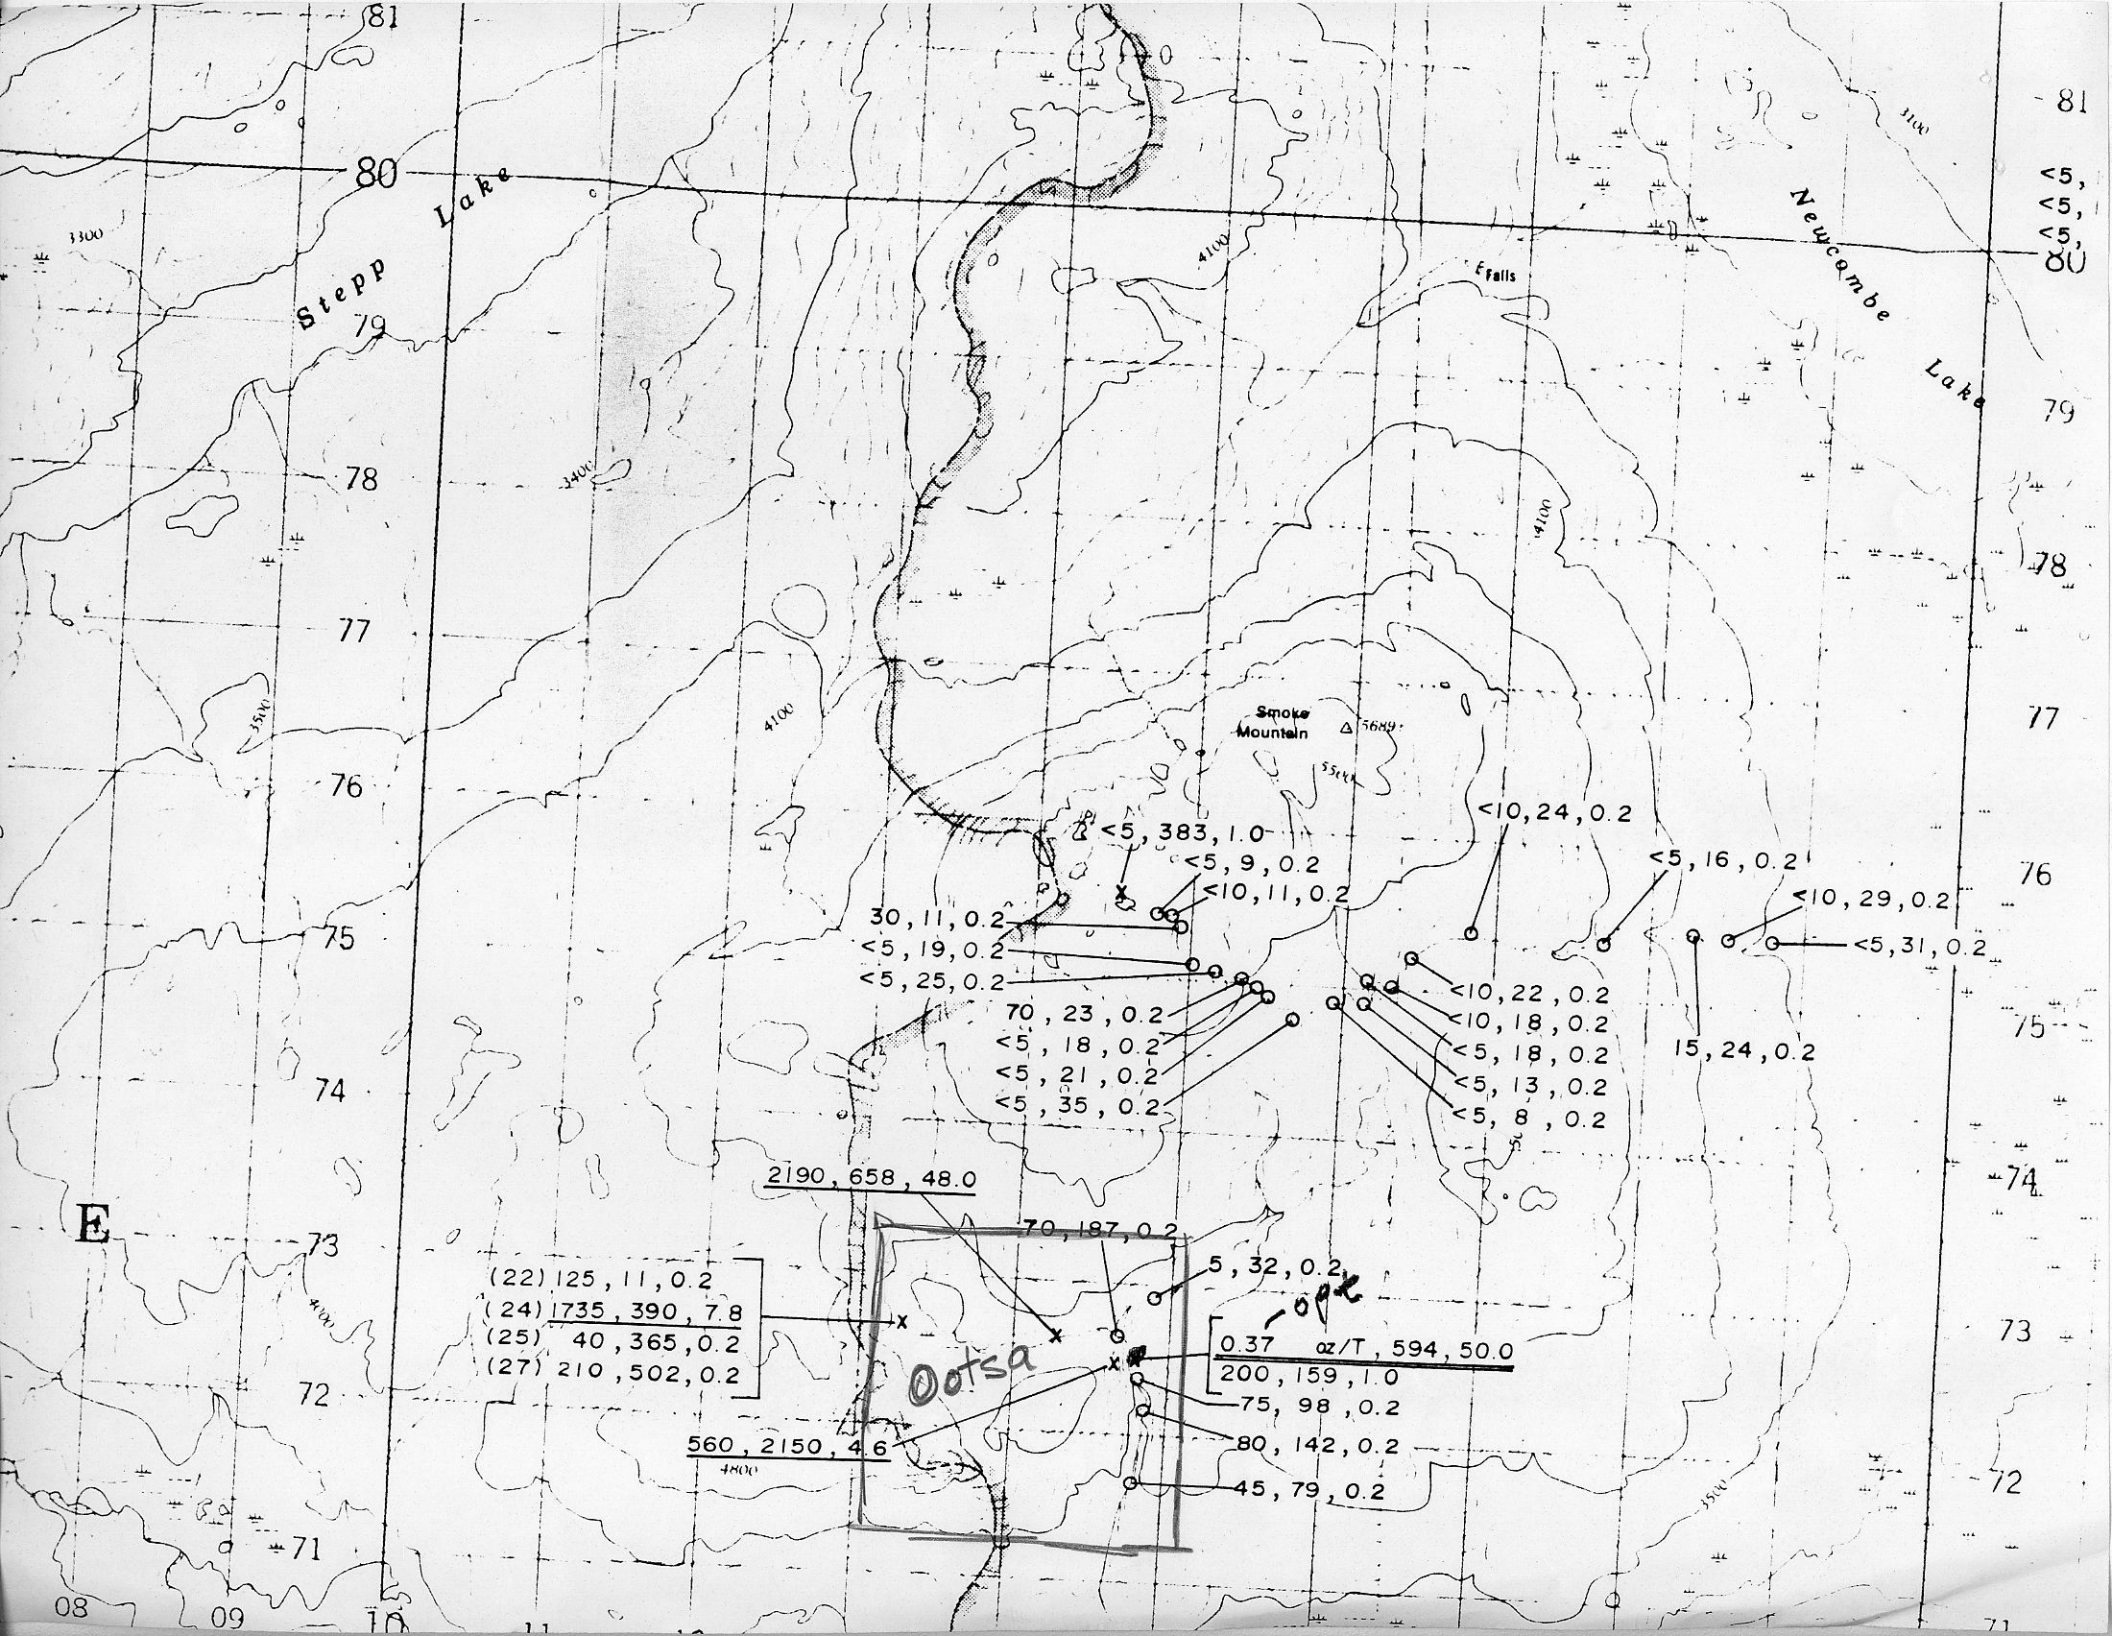 81
81
3100
<5,
<5,
<5,
80
80
Stepp Lake
Newcombe Lake
3300
4100
Falls
79
79
78
3400
4100
78
77
3500
4100
Smoke
Mountain
5689
5500
77
76
<5, 383, 1.0
<10, 24, 0.2
<5, 9, 0.2
<5, 16, 0.2
<10, 11, 0.2
76
<10, 29, 0.2
30, 11, 0.2
75
<5, 19, 0.2
<5, 31, 0.2
<5, 25, 0.2
<10, 22, 0.2
70, 23, 0.2
<10, 18, 0.2
75
<5, 18, 0.2
<5, 18, 0.2
15, 24, 0.2
<5, 21, 0.2
<5, 13, 0.2
<5, 35, 0.2
<5, 8, 0.2
74
74
2190, 658, 48.0
E
73
70, 187, 0.2
5, 32, 0.2
(22) 125, 11, 0.2
(24) 1735, 390, 7.8
(25) 40, 365, 0.2
(27) 210, 502, 0.2
4100
opt
0.37 oz/T, 594, 50.0
200, 159, 1.0
73
Ootsa
72
75, 98, 0.2
560, 2150, 4.6
80, 142, 0.2
4800
45, 79, 0.2
72
3500
71
08
09
10
11
71